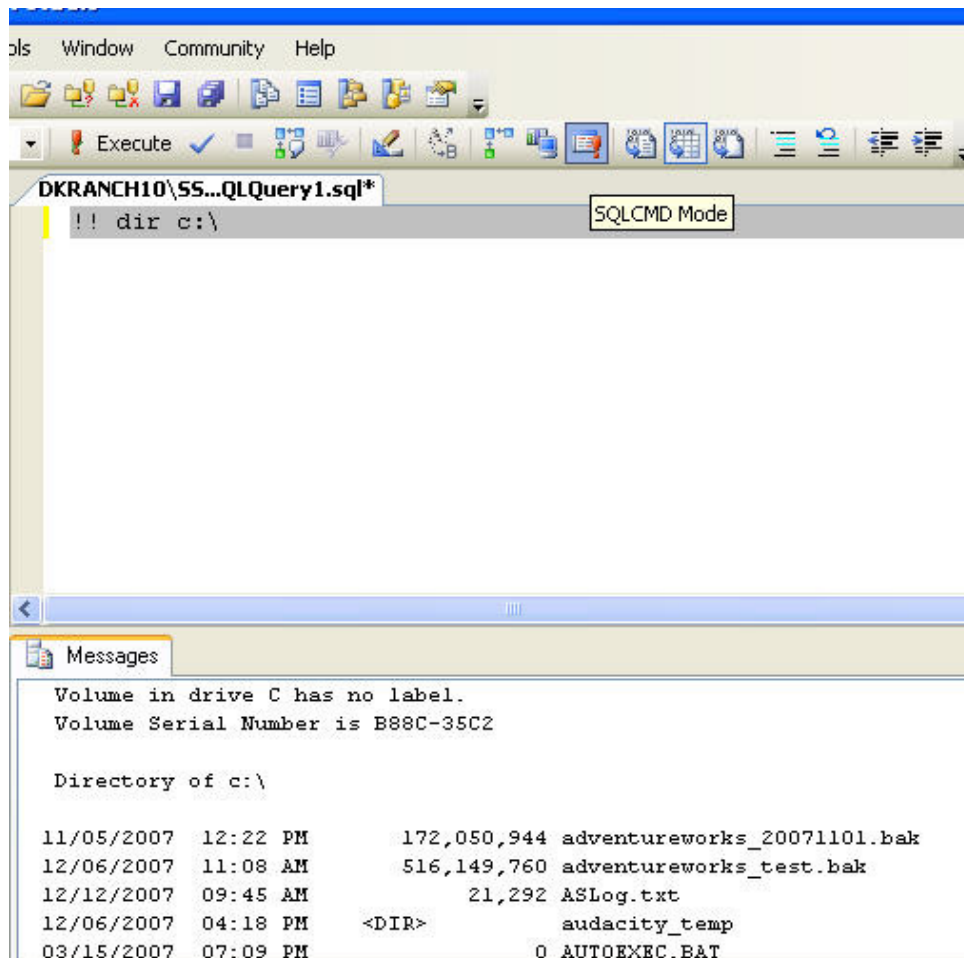 ols Window Community Help
Execute
DKRANCH10\SS...QLQuery1.sql*
SQLCMD Mode
!! dir c:\
Messages
Volume in drive C has no label.
Volume Serial Number is B88C-35C2
Directory of c:\
11/05/2007 12:22 PM 172,050,944 adventureworks_20071101.bak
12/06/2007 11:08 AM 516,149,760 adventureworks_test.bak
12/12/2007 09:45 AM 21,292 ASLog.txt
12/06/2007 04:18 PM <DIR> audacity_temp
03/15/2007 07:09 PM 0 AUTOEXEC.BAT